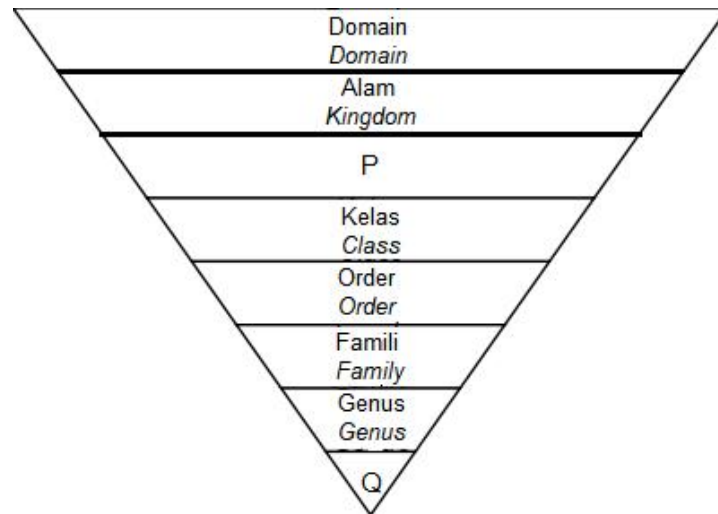 Domain
Domain
Alam
Kingdom
P
Kelas
Class
Order
Order
Famili
Family
Genus
Genus
Q